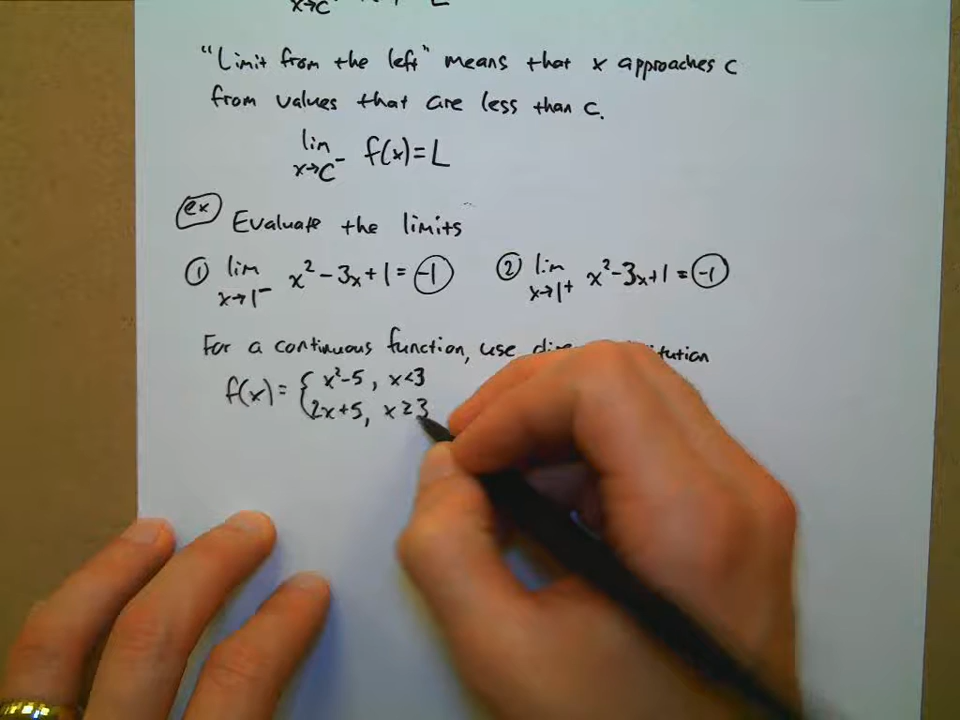 x→c L
"Limit from the left" means that x approaches c
from values that are less than c.
lim x→c⁻ f(x)=L
ex Evaluate the limits
① lim x→1⁻ x²-3x+1 = -1 ② lim x→1⁺ x²-3x+1 = -1
For a continuous function, use
f(x)= { x²-5, x<3
2x+5, x≥3